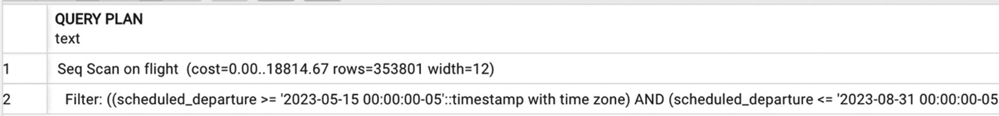 QUERY PLAN
text
1 Seq Scan on flight (cost=0.00..18814.67 rows=353801 width=12)
2 Filter: ((scheduled_departure >= '2023-05-15 00:00:00-05'::timestamp with time zone) AND (scheduled_departure <= '2023-08-31 00:00:00-05